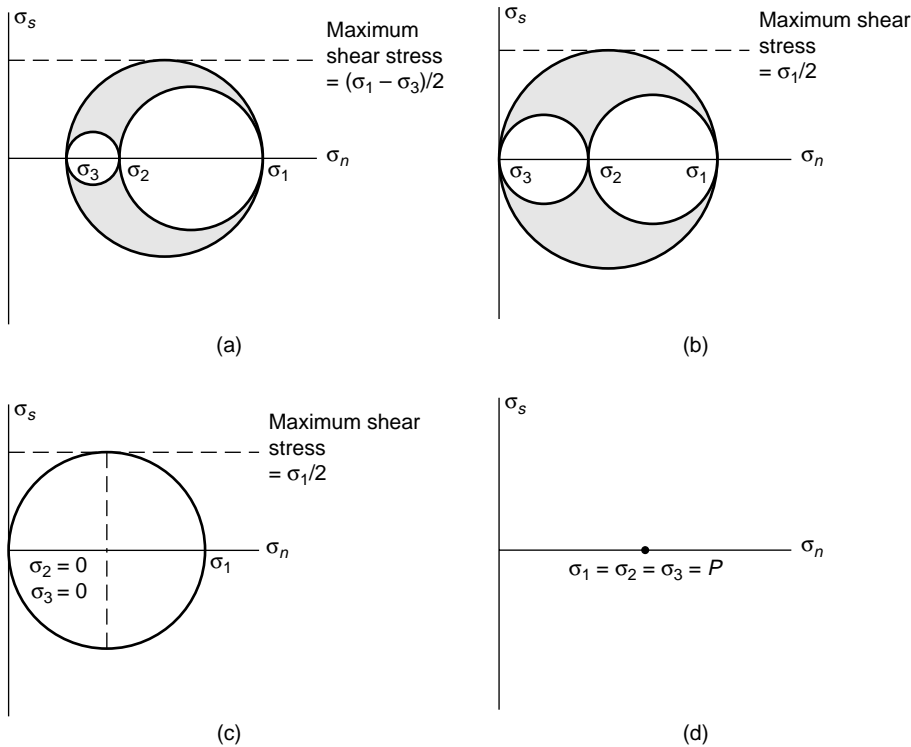 σs
Maximum
shear stress
= (σ1 – σ3)/2
σ3
σ2
σ1
σn
(a)
σs
Maximum shear
stress
= σ1/2
σ3
σ2
σ1
σn
(b)
σs
Maximum shear
stress
= σ1/2
σn
σ2 = 0
σ3 = 0
σ1
(c)
σs
σn
σ1 = σ2 = σ3 = P
(d)